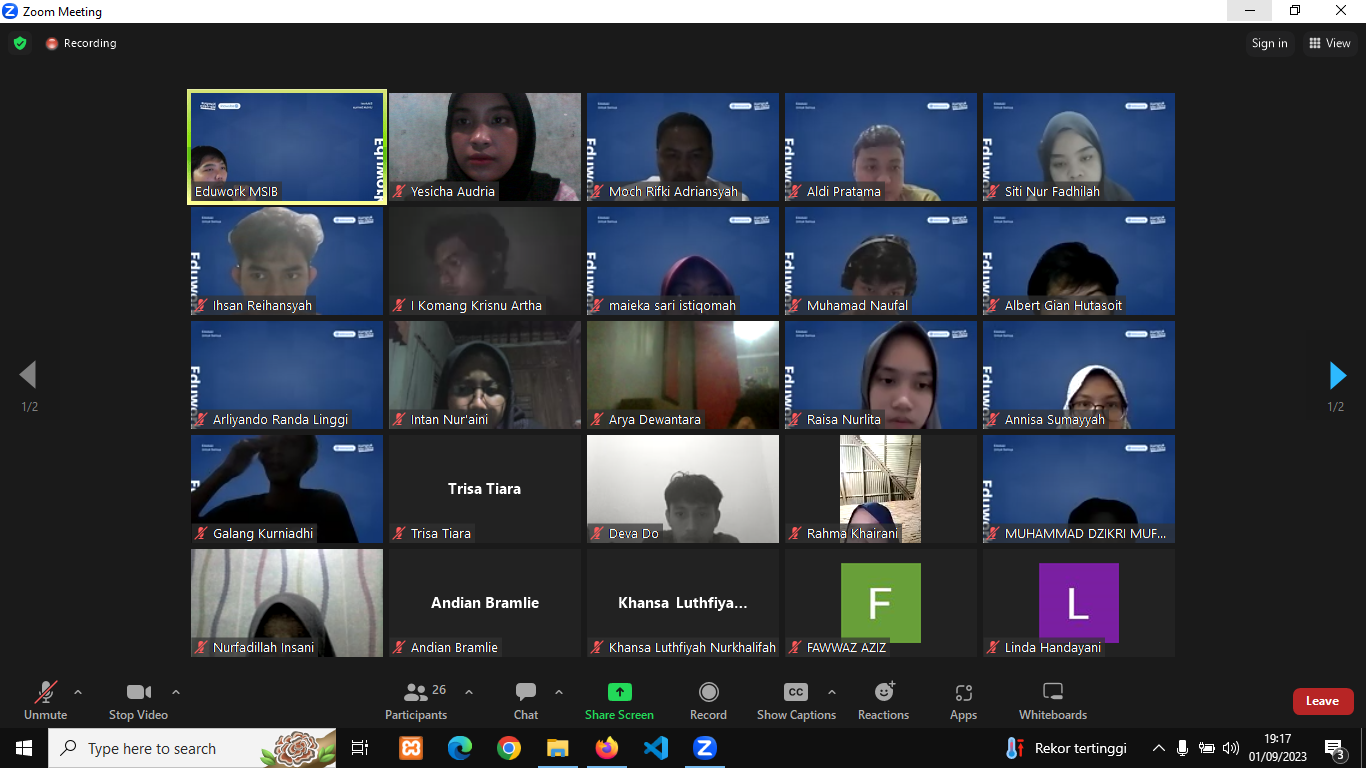 Zoom Meeting
Recording
Sign in
View
Eduwork MSIB
Yesicha Audria
Moch Rifki Adriansyah
Aldi Pratama
Siti Nur Fadhilah
Ihsan Reihansyah
I Komang Krisnu Artha
maieka sari istiqomah
Muhamad Naufal
Albert Gian Hutasoit
1/2
1/2
Arliyando Randa Linggi
Intan Nur'aini
Arya Dewantara
Raisa Nurlita
Annisa Sumayyah
Galang Kurniadhi
Trisa Tiara
Trisa Tiara
Deva Do
Rahma Khairani
MUHAMMAD DZIKRI MUF...
Nurfadillah Insani
Andian Bramlie
Andian Bramlie
Khansa Luthfiya...
Khansa Luthfiyah Nurkhalifah
F
FAWWAZ AZIZ
L
Linda Handayani
Unmute
Stop Video
26
Participants
Chat
Share Screen
Record
CC
Show Captions
Reactions
Apps
Whiteboards
Leave
Type here to search
Rekor tertinggi
19:17
01/09/2023
3